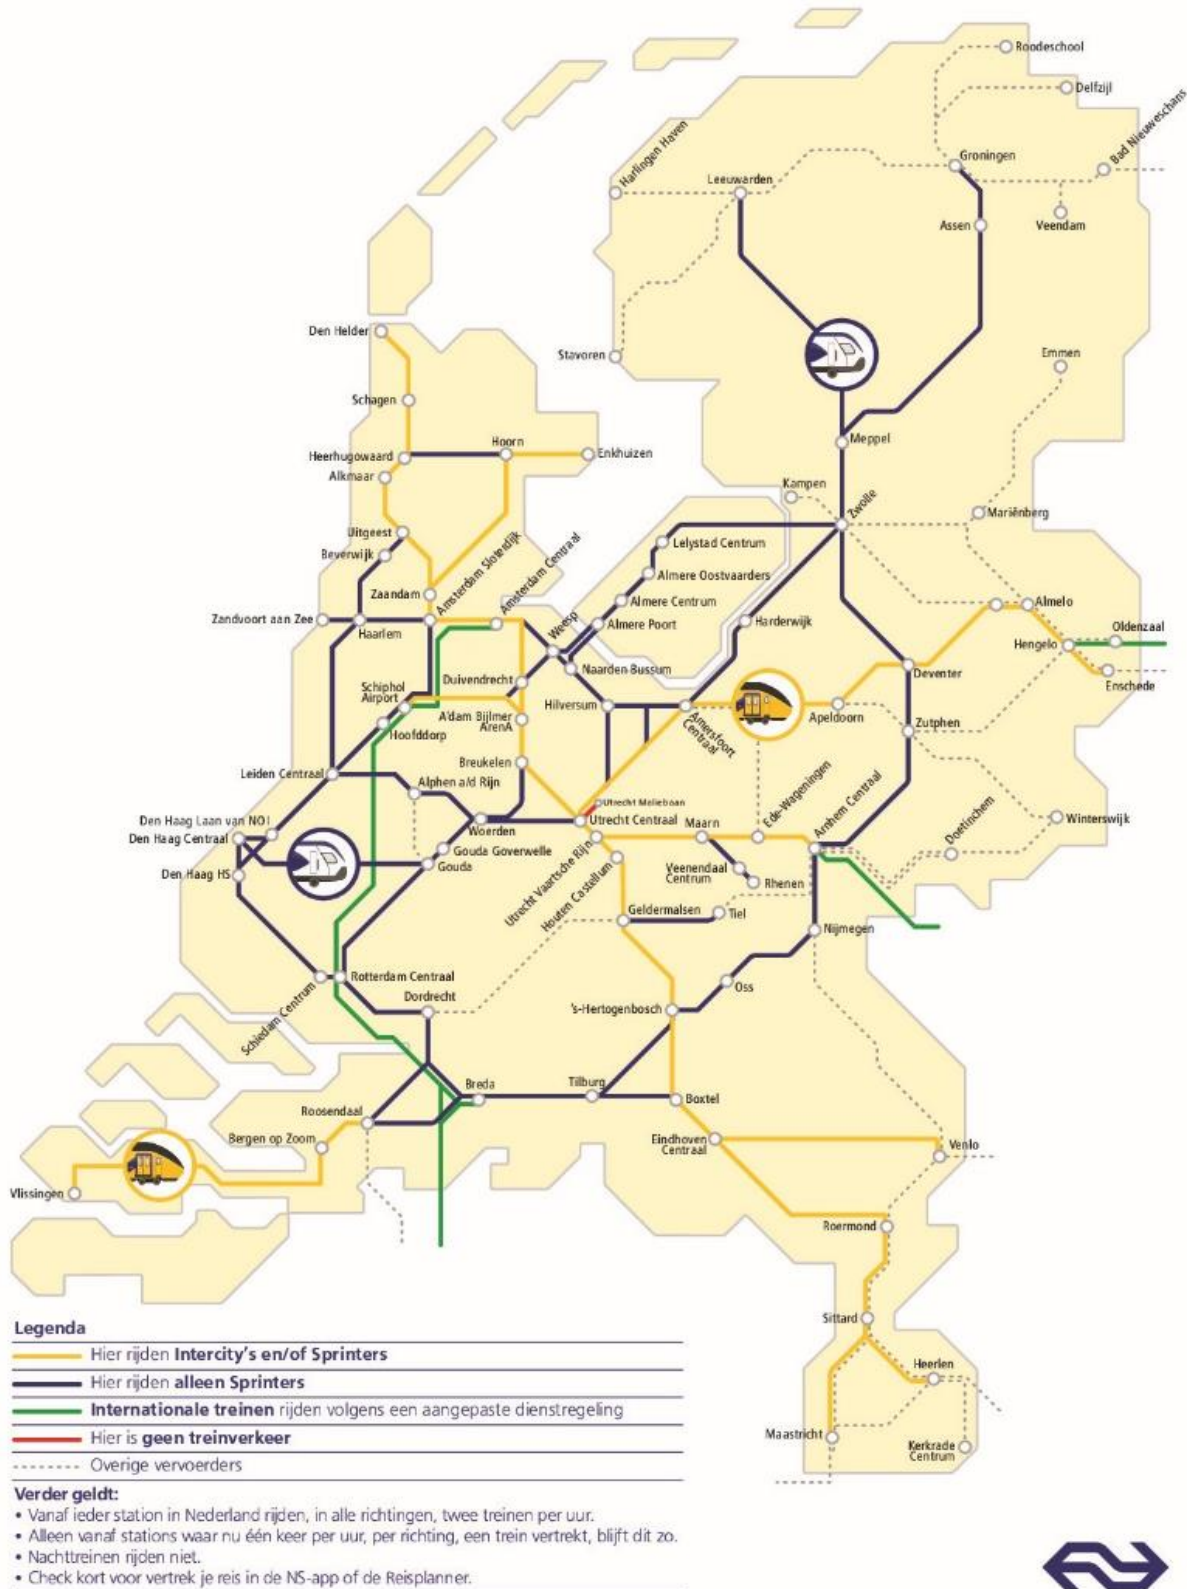 Roodeschool
Delfzijl
Bad Nieuweschans
Groningen
Harlingen Haven
Leeuwarden
Assen
Veendam
Den Helder
Stavoren
Emmen
Schagen
Meppel
Hoorn
Heerhugowaard
Enkhuizen
Alkmaar
Kampen
Zwolle
Mariënberg
Uitgeest
Beverwijk
Lelystad Centrum
Amsterdam Sloterdijk
Amsterdam Centraal
Almere Oostvaarders
Zaandam
Almere Centrum
Almelo
Zandvoort aan Zee
Haarlem
Weesp
Almere Poort
Harderwijk
Oldenzaal
Hengelo
Naarden-Bussum
Duivendrecht
Deventer
Enschede
Schiphol
Airport
Hilversum
A'dam Bijlmer
ArenA
Amersfoort
Centraal
Apeldoorn
Zutphen
Hoofddorp
Breukelen
Leiden Centraal
Alphen a/d Rijn
Ede-Wageningen
Arnhem Centraal
Utrecht Maliebaan
Den Haag Laan van NOI
Woerden
Utrecht Centraal
Maarn
Doetinchem
Winterswijk
Den Haag Centraal
Gouda Goverwelle
Gouda
Utrecht Vaartsche Rijn
Houten Castellum
Veenendaal
Centrum
Den Haag HS
Rhenen
Geldermalsen
Tiel
Nijmegen
Schiedam Centrum
Rotterdam Centraal
Dordrecht
Oss
's-Hertogenbosch
Breda
Tilburg
Boxtel
Roosendaal
Bergen op Zoom
Eindhoven
Centraal
Venlo
Vlissingen
Roermond
Sittard
Heerlen
Maastricht
Kerkrade
Centrum
Legenda
Hier rijden Intercity's en/of Sprinters
Hier rijden alleen Sprinters
Internationale treinen rijden volgens een aangepaste dienstregeling
Hier is geen treinverkeer
Overige vervoerders
Verder geldt:
• Vanaf ieder station in Nederland rijden, in alle richtingen, twee treinen per uur.
• Alleen vanaf stations waar nu één keer per uur, per richting, een trein vertrekt, blijft dit zo.
• Nachttreinen rijden niet.
• Check kort voor vertrek je reis in de NS-app of de Reisplanner.